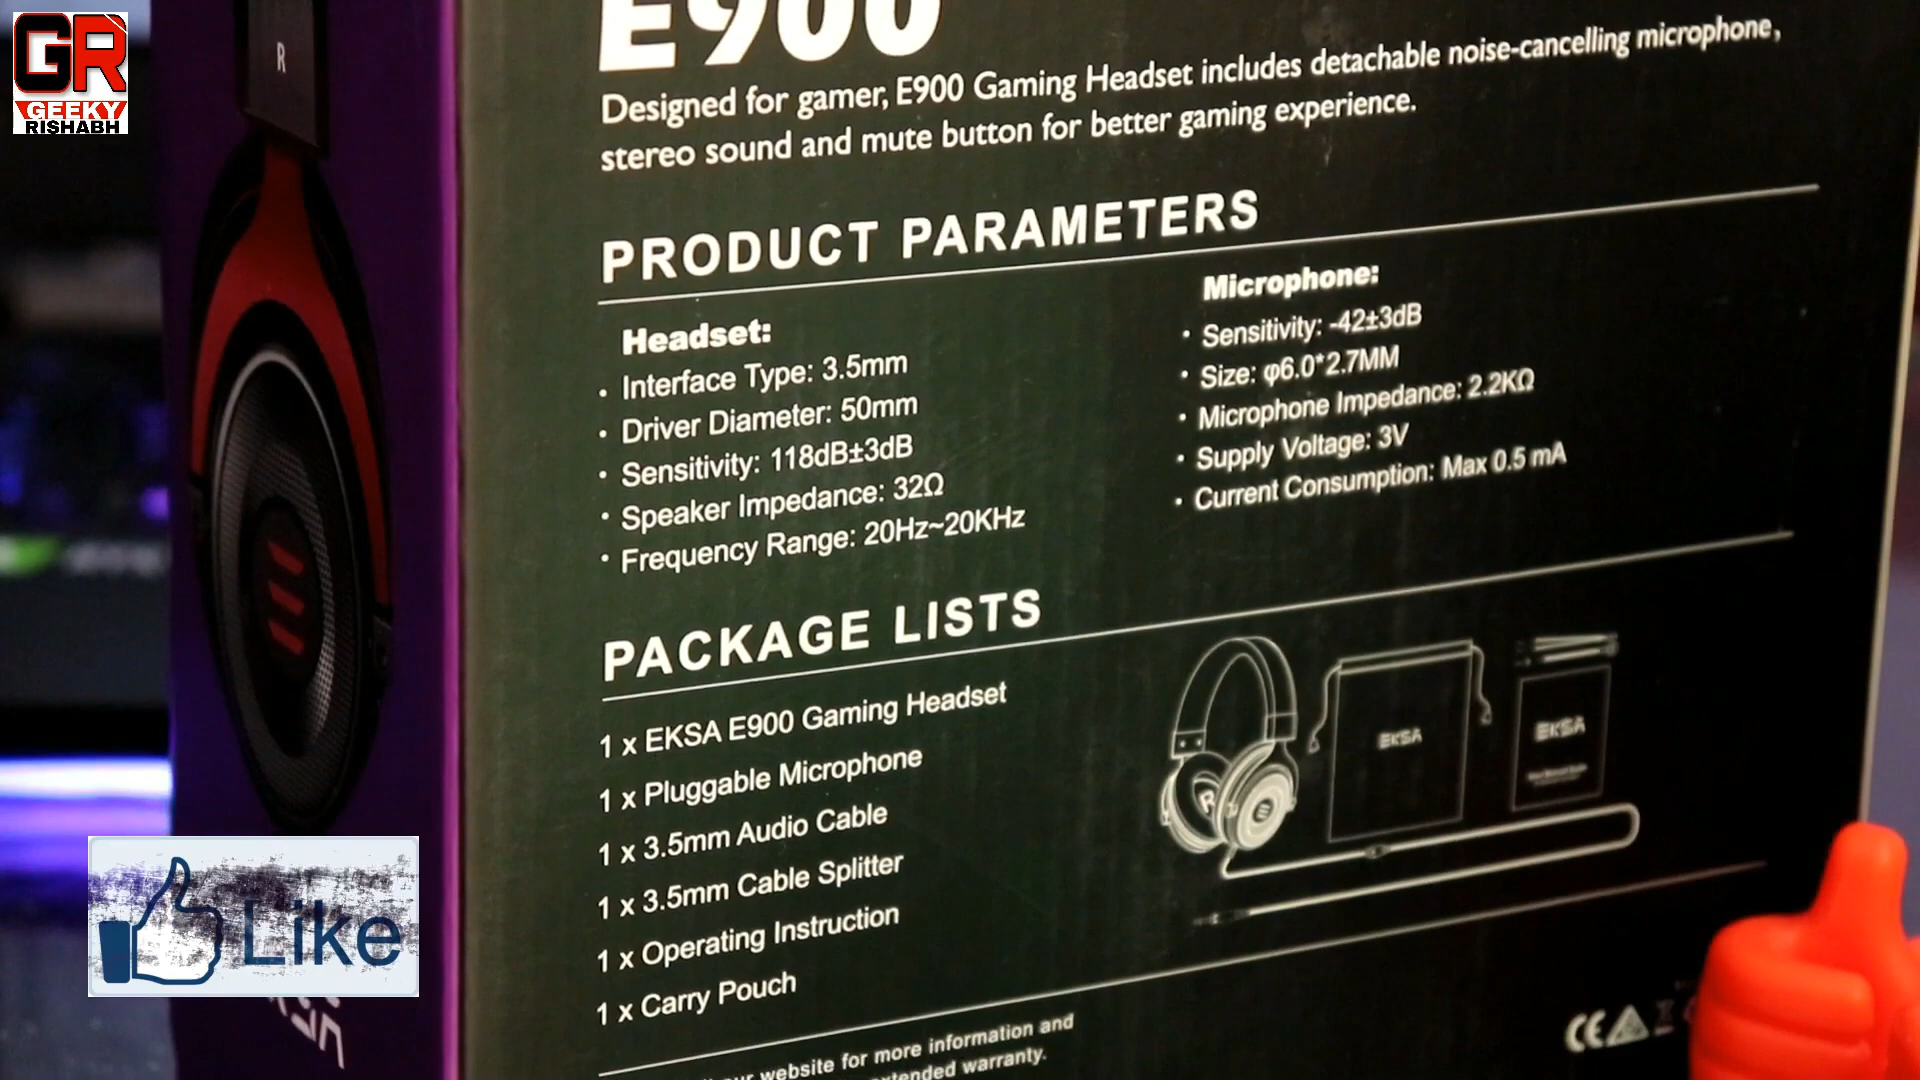 GR
GEEKY
RISHABH
R
E900
Designed for gamer, E900 Gaming Headset includes detachable noise-cancelling microphone,
stereo sound and mute button for better gaming experience.
PRODUCT PARAMETERS
Headset:
· Interface Type: 3.5mm
· Driver Diameter: 50mm
· Sensitivity: 118dB±3dB
· Speaker Impedance: 32Ω
· Frequency Range: 20Hz~20KHz
Microphone:
· Sensitivity: -42±3dB
· Size: φ6.0*2.7MM
· Microphone Impedance: 2.2KΩ
· Supply Voltage: 3V
· Current Consumption: Max 0.5 mA
PACKAGE LISTS
1 x EKSA E900 Gaming Headset
1 x Pluggable Microphone
1 x 3.5mm Audio Cable
1 x 3.5mm Cable Splitter
1 x Operating Instruction
1 x Carry Pouch
R
EKSA
EKSA
website for more information and
warranty.
CE
Like